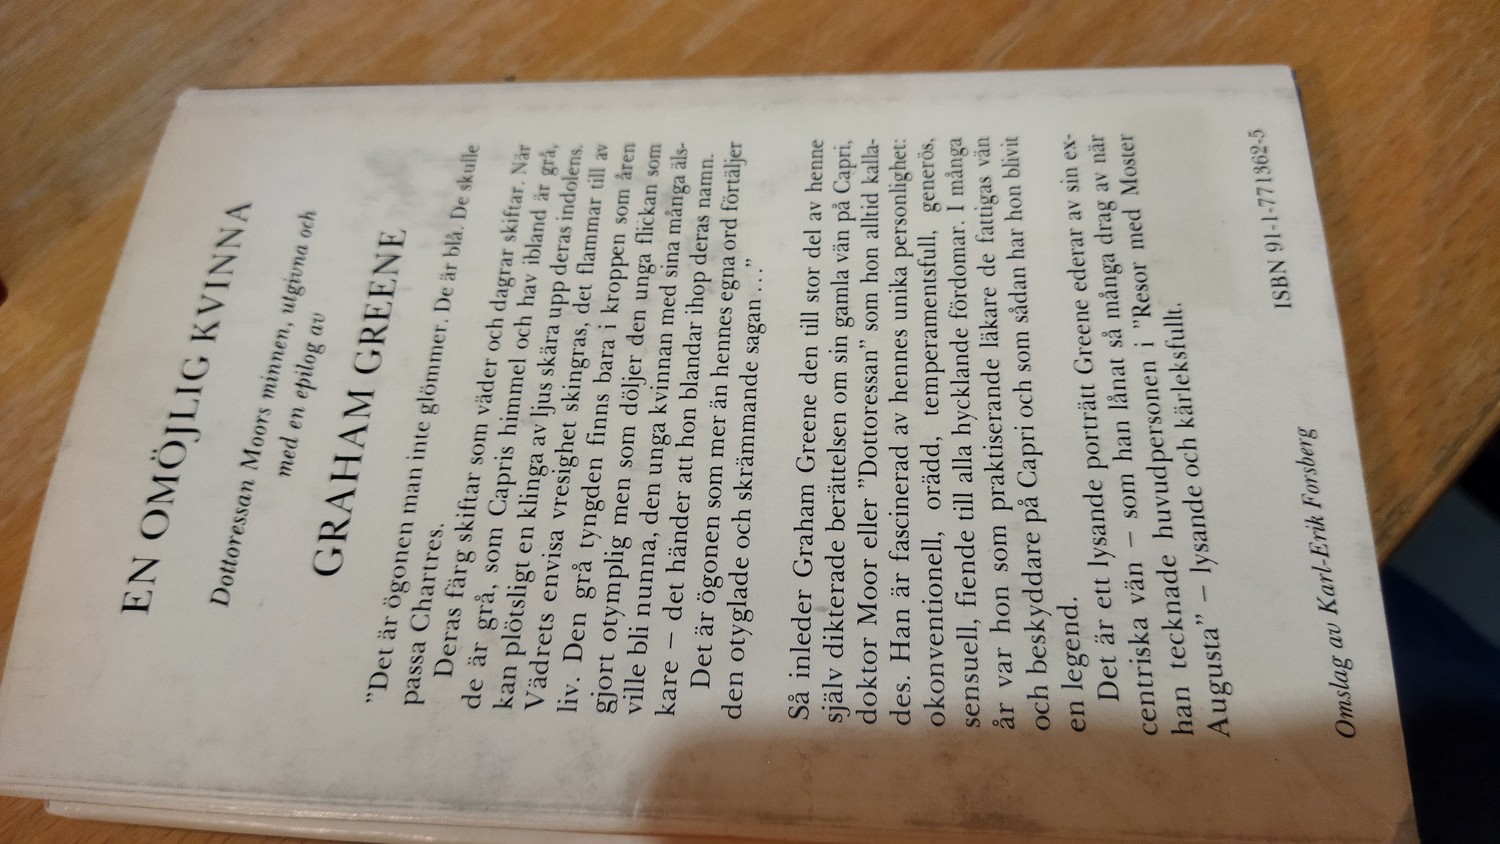 EN OMÖJLIG KVINNA
Dottoressan Moors minnen, utgivna och
med en epilog av
GRAHAM GREENE
”Det är ögonen man inte glömmer. De är blå. De skulle
passa Chartres.
Deras färg skiftar som väder och dagrar skiftar. När
de är grå, som Capris himmel och hav ibland är grå,
kan plötsligt en klinga av ljus skära upp deras indolens.
Vädrets envisa vresighet skingras, det flammar till av
liv. Den grå tyngden finns bara i kroppen som åren
gjort otymplig men som döljer den unga flickan som
ville bli nunna, den unga kvinnan med sina många äls-
kare – det händer att hon blandar ihop deras namn.
Det är ögonen som mer än hennes egna ord förtäljer
den otyglade och skrämmande sagan ...”
Så inleder Graham Greene den till stor del av henne
själv dikterade berättelsen om sin gamla vän på Capri,
doktor Moor eller ”Dottoressan” som hon alltid kalla-
des. Han är fascinerad av hennes unika personlighet:
okonventionell, orädd, temperamentsfull, generös,
sensuell, fiende till alla hycklande fördomar. I många
år var hon som praktiserande läkare de fattigas vän
och beskyddare på Capri och som sådan har hon blivit
en legend.
Det är ett lysande porträtt Greene ederar av sin ex-
centriska vän – som han lånat så många drag av när
han tecknade huvudpersonen i ”Resor med Moster
Augusta” – lysande och kärleksfullt.
ISBN 91-1-771362-5
Omslag av Karl-Erik Forsberg